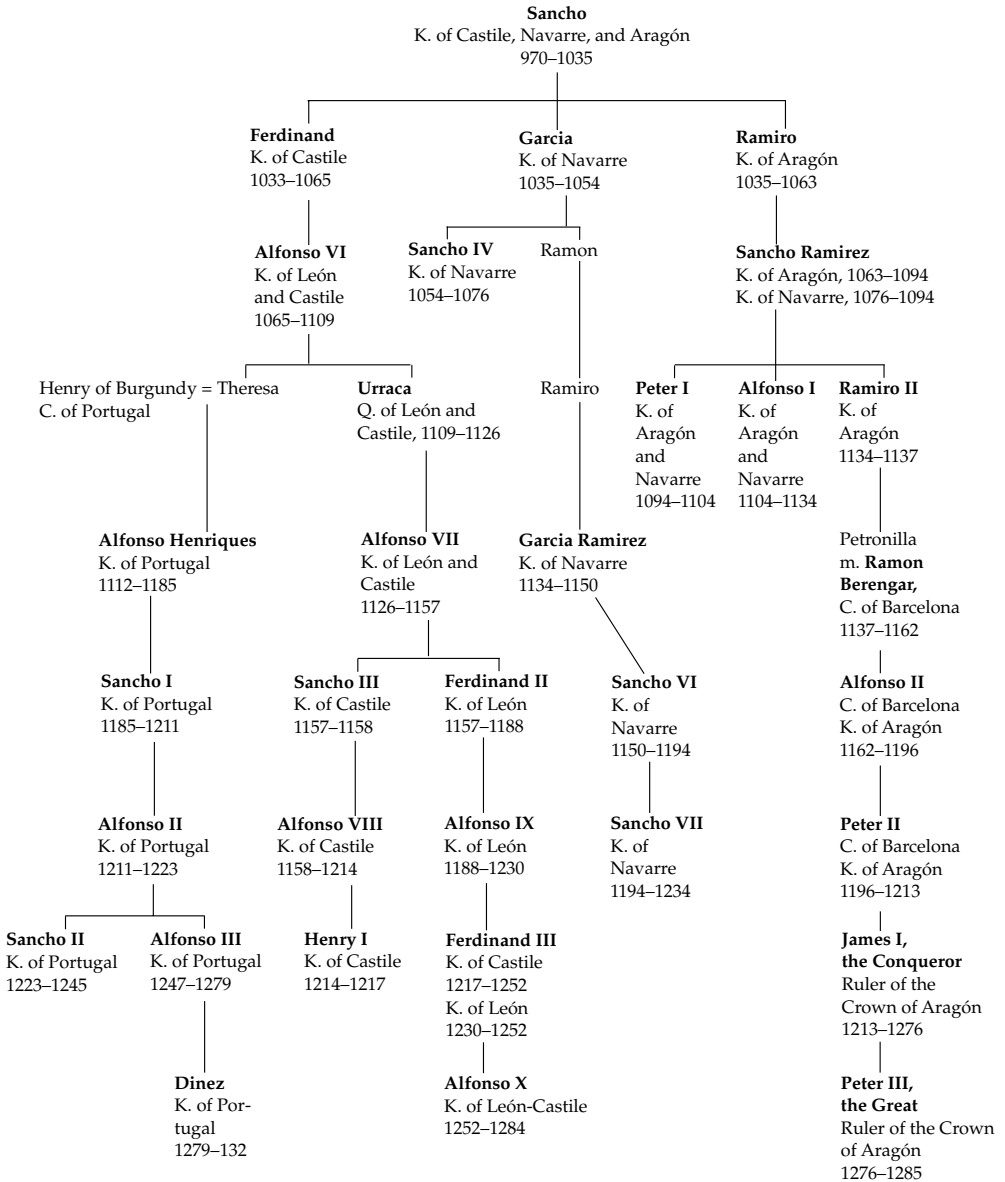 Sancho
K. of Castile, Navarre, and Aragón
970–1035
Ferdinand
K. of Castile
1033–1065
Garcia
K. of Navarre
1035–1054
Ramiro
K. of Aragón
1035–1063
Alfonso VI
K. of León
and Castile
1065–1109
Sancho IV
K. of Navarre
1054–1076
Ramon
Sancho Ramirez
K. of Aragón, 1063–1094
K. of Navarre, 1076–1094
Henry of Burgundy = Theresa
C. of Portugal
Urraca
Q. of León and
Castile, 1109–1126
Ramiro
Peter I
K. of
Aragón
and
Navarre
1094–1104
Alfonso I
K. of
Aragón
and
Navarre
1104–1134
Ramiro II
K. of
Aragón
1134–1137
Alfonso Henriques
K. of Portugal
1112–1185
Alfonso VII
K. of León and
Castile
1126–1157
Garcia Ramirez
K. of Navarre
1134–1150
Petronilla
m. Ramon
Berengar,
C. of Barcelona
1137–1162
Sancho I
K. of Portugal
1185–1211
Sancho III
K. of Castile
1157–1158
Ferdinand II
K. of León
1157–1188
Sancho VI
K. of
Navarre
1150–1194
Alfonso II
C. of Barcelona
K. of Aragón
1162–1196
Alfonso II
K. of Portugal
1211–1223
Alfonso VIII
K. of Castile
1158–1214
Alfonso IX
K. of León
1188–1230
Sancho VII
K. of
Navarre
1194–1234
Peter II
C. of Barcelona
K. of Aragón
1196–1213
Sancho II
K. of Portugal
1223–1245
Alfonso III
K. of Portugal
1247–1279
Henry I
K. of Castile
1214–1217
Ferdinand III
K. of Castile
1217–1252
K. of León
1230–1252
James I,
the Conqueror
Ruler of the
Crown of Aragón
1213–1276
Dinez
K. of Por-
tugal
1279–132
Alfonso X
K. of León-Castile
1252–1284
Peter III,
the Great
Ruler of the Crown
of Aragón
1276–1285